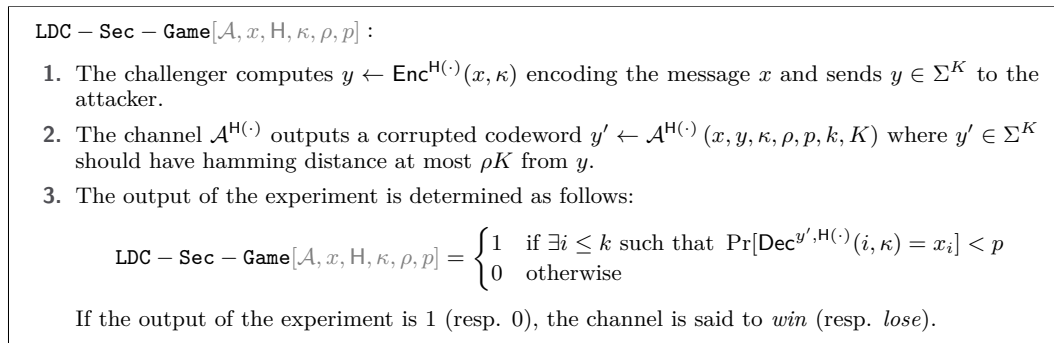 LDC − Sec − Game[𝒜, x, H, κ, ρ, p] :
1. The challenger computes y ← Enc^{H(·)}(x, κ) encoding the message x and sends y ∈ Σ^K to the
attacker.
2. The channel 𝒜^{H(·)} outputs a corrupted codeword y′ ← 𝒜^{H(·)} (x, y, κ, ρ, p, k, K) where y′ ∈ Σ^K
should have hamming distance at most ρK from y.
3. The output of the experiment is determined as follows:
LDC − Sec − Game[𝒜, x, H, κ, ρ, p] = { 1 if ∃i ≤ k such that Pr[Dec^{y′,H(·)}(i, κ) = x_i] < p
0 otherwise
If the output of the experiment is 1 (resp. 0), the channel is said to win (resp. lose).